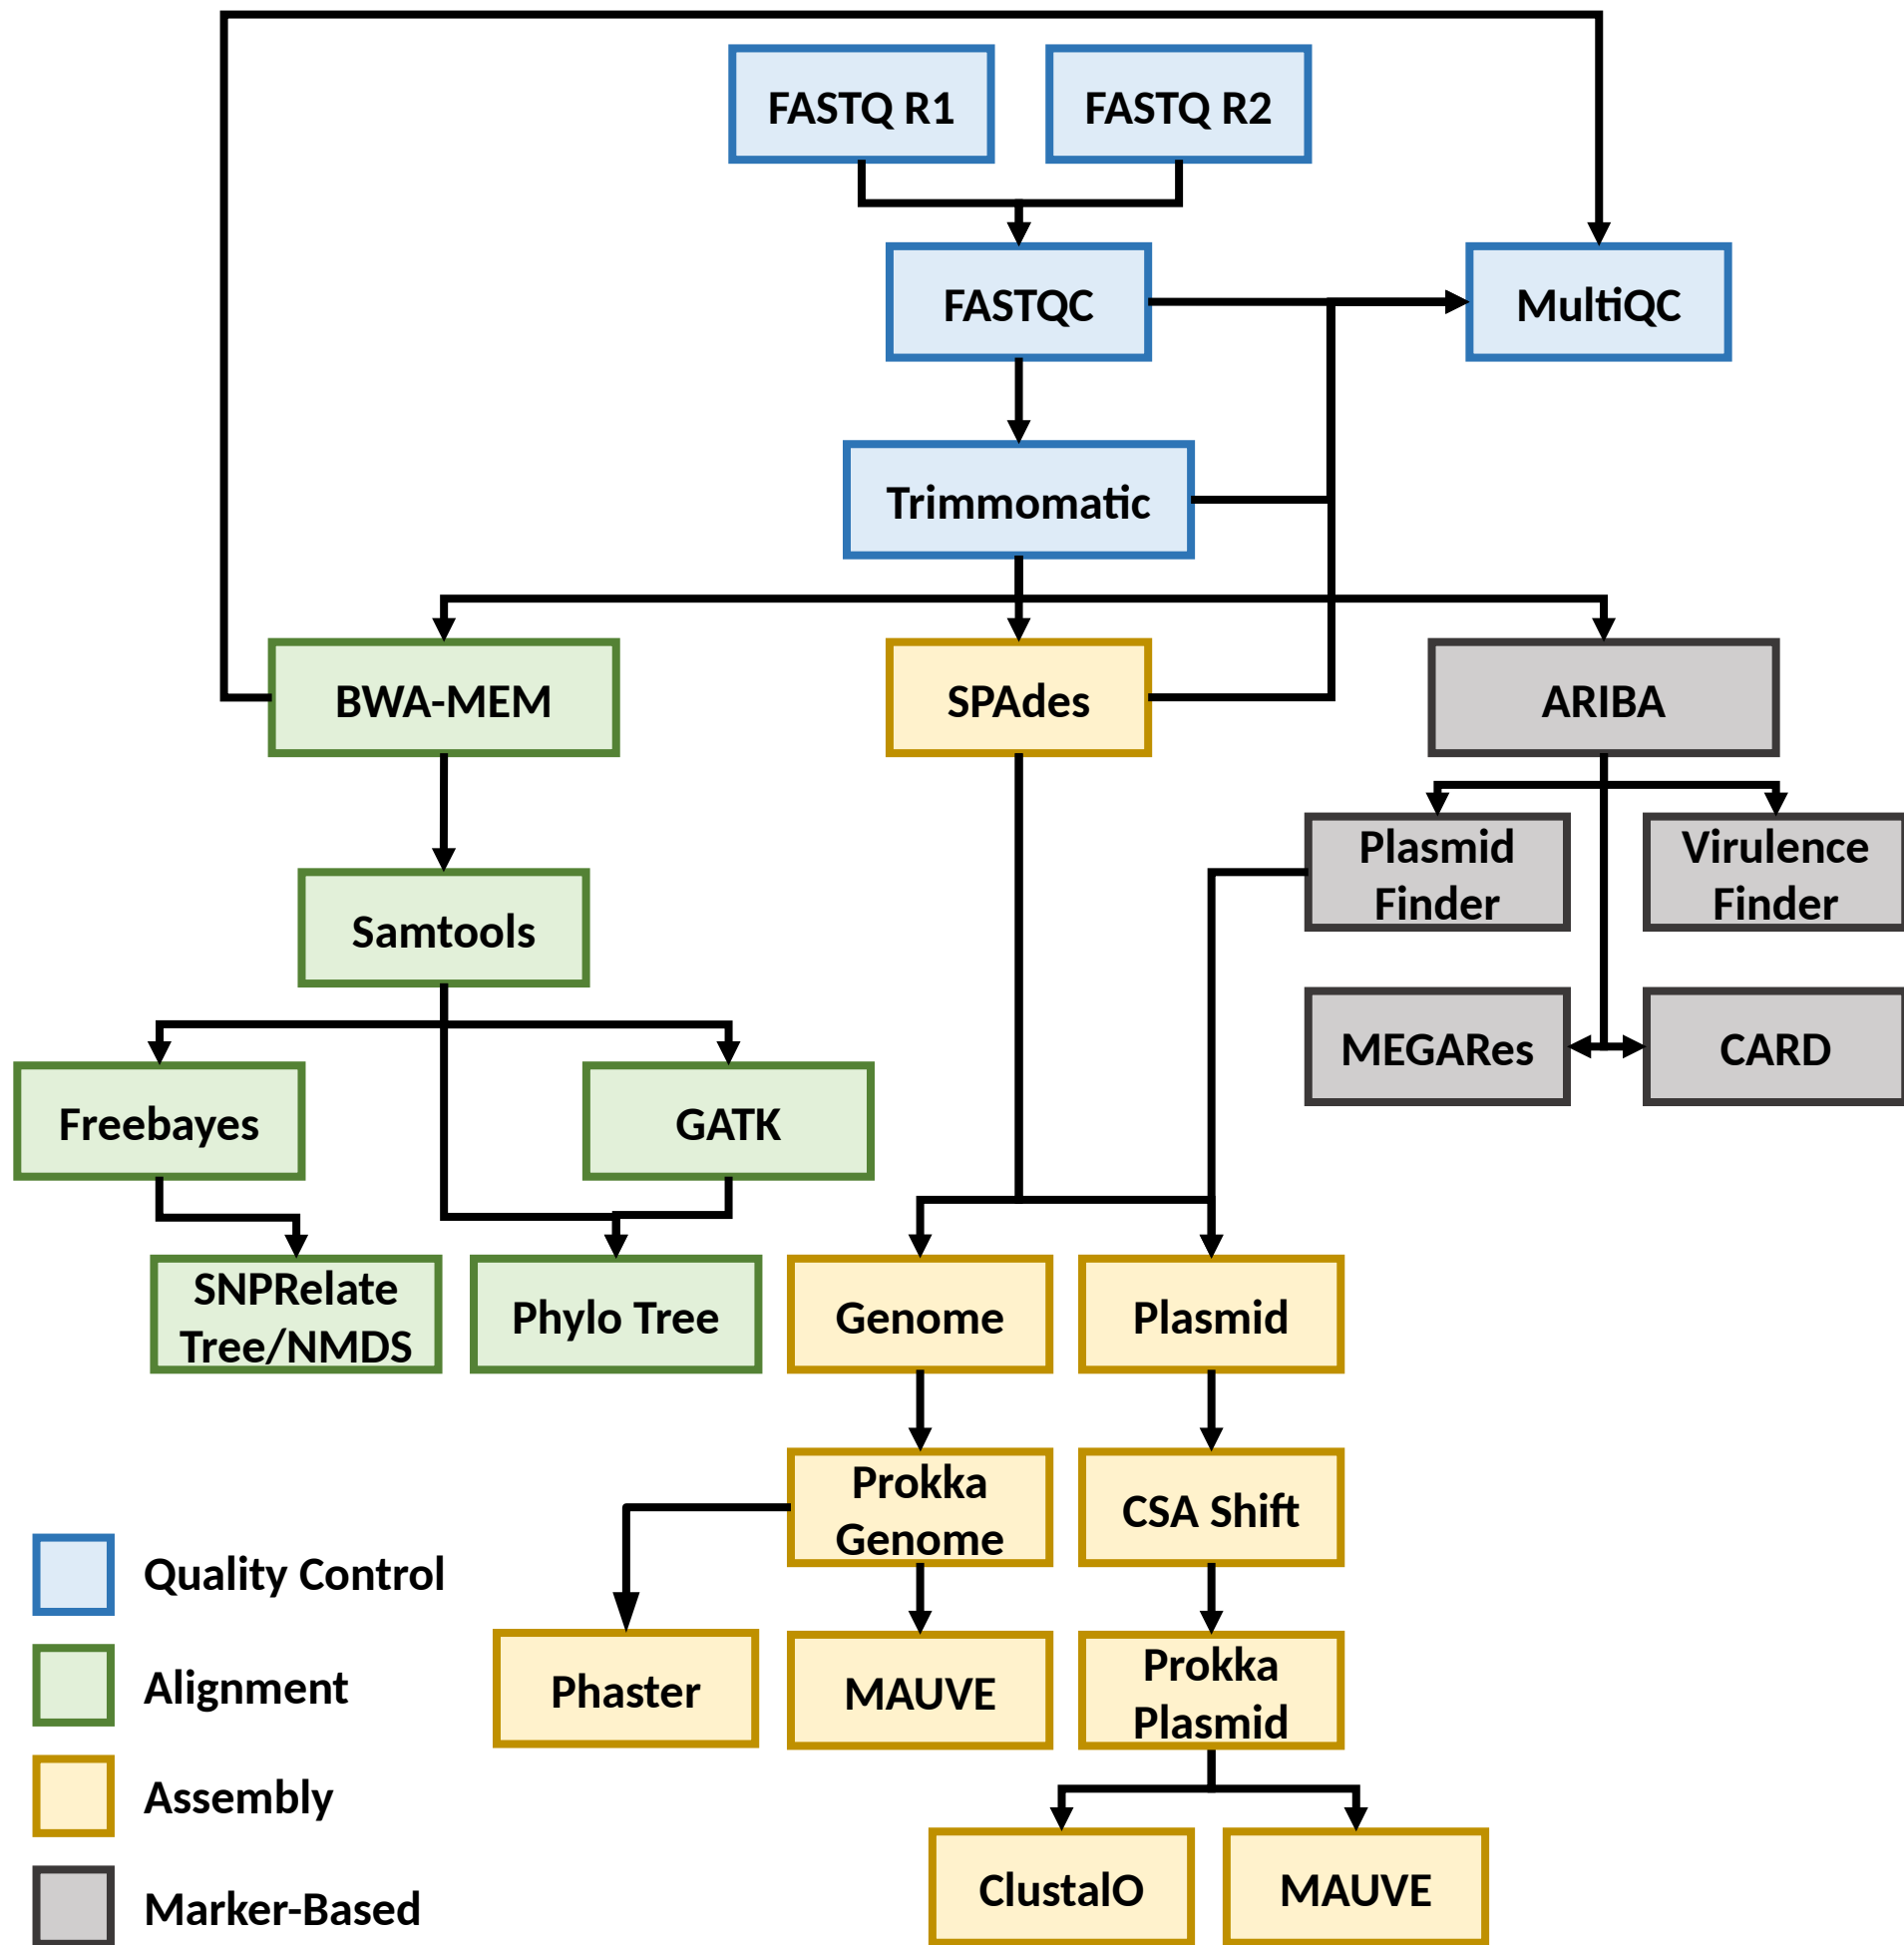 FASTQ R1
FASTQ R2
FASTQC
MultiQC
Trimmomatic
BWA-MEM
SPAdes
ARIBA
Plasmid
Finder
Virulence
Finder
Samtools
MEGARes
CARD
Freebayes
GATK
SNPRelate
Tree/NMDS
Phylo Tree
Genome
Plasmid
Prokka
Genome
CSA Shift
Phaster
MAUVE
Prokka
Plasmid
ClustalO
MAUVE
Quality Control
Alignment
Assembly
Marker-Based